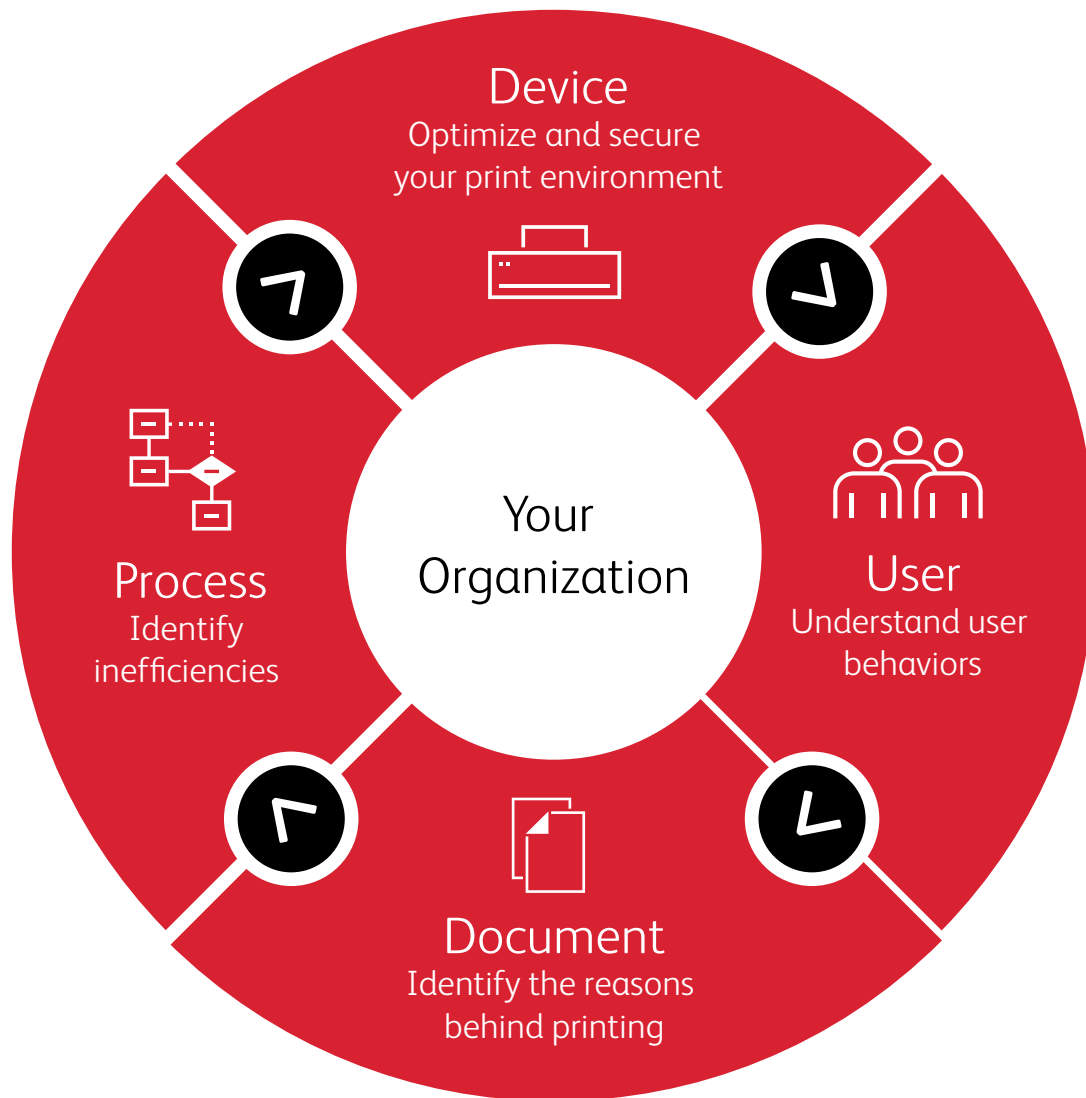 Device
Optimize and secure
your print environment
User
Understand user
behaviors
Document
Identify the reasons
behind printing
Process
Identify
inefficiencies
Your
Organization